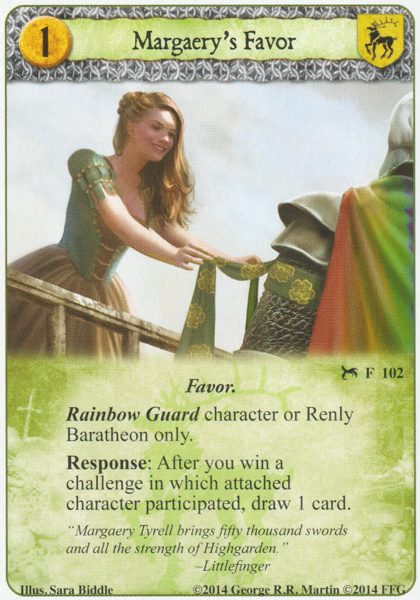 1
Margaery's Favor
F 102
Favor.
Rainbow Guard character or Renly
Baratheon only.
Response: After you win a
challenge in which attached
character participated, draw 1 card.
“Margaery Tyrell brings fifty thousand swords
and all the strength of Highgarden.”
–Littlefinger
Illus. Sara Biddle ©2014 George R.R. Martin ©2014 FFG